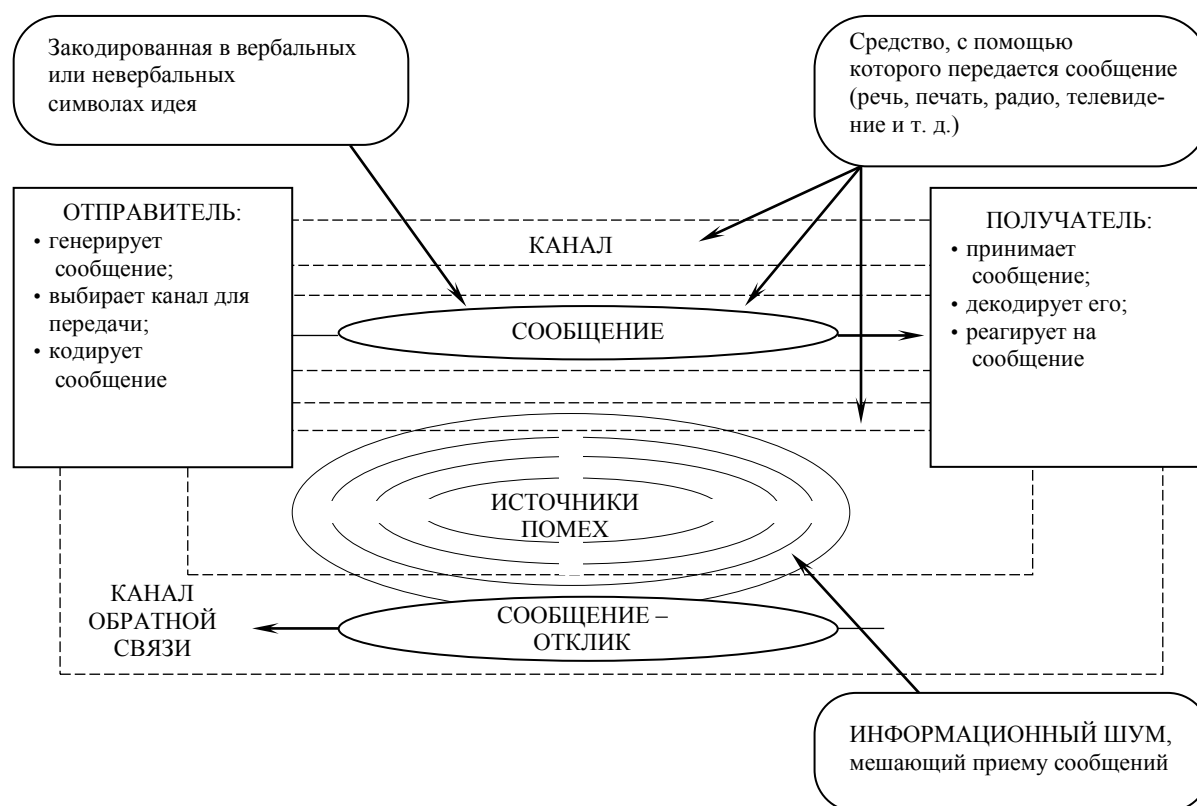 Закодированная в вербальных
или невербальных
символах идея
Средство, с помощью
которого передается сообщение
(речь, печать, радио, телевиде-
ние и т. д.)
ОТПРАВИТЕЛЬ:
• генерирует
сообщение;
• выбирает канал для
передачи;
• кодирует
сообщение
КАНАЛ
СООБЩЕНИЕ
ПОЛУЧАТЕЛЬ:
• принимает
сообщение;
• декодирует его;
• реагирует на
сообщение
ИСТОЧНИКИ
ПОМЕХ
КАНАЛ
ОБРАТНОЙ
СВЯЗИ
СООБЩЕНИЕ –
ОТКЛИК
ИНФОРМАЦИОННЫЙ ШУМ,
мешающий приему сообщений